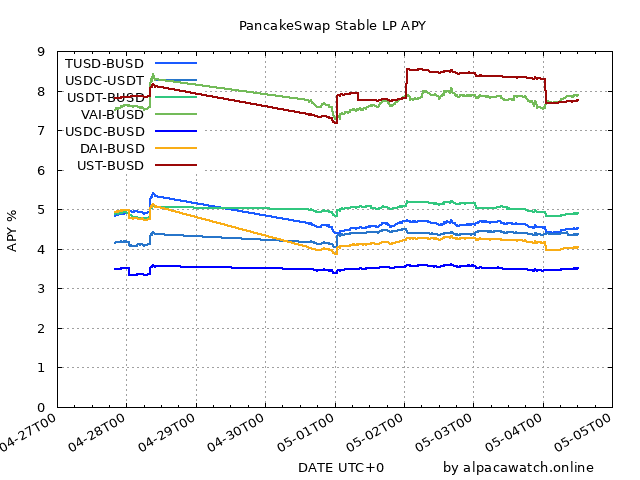 PancakeSwap Stable LP APY
9
8
7
6
5
4
3
2
1
0
APY %
TUSD-BUSD
USDC-USDT
USDT-BUSD
VAI-BUSD
USDC-BUSD
DAI-BUSD
UST-BUSD
04-27T00
04-28T00
04-29T00
04-30T00
05-01T00
05-02T00
05-03T00
05-04T00
05-05T00
DATE UTC+0
by alpacawatch.online